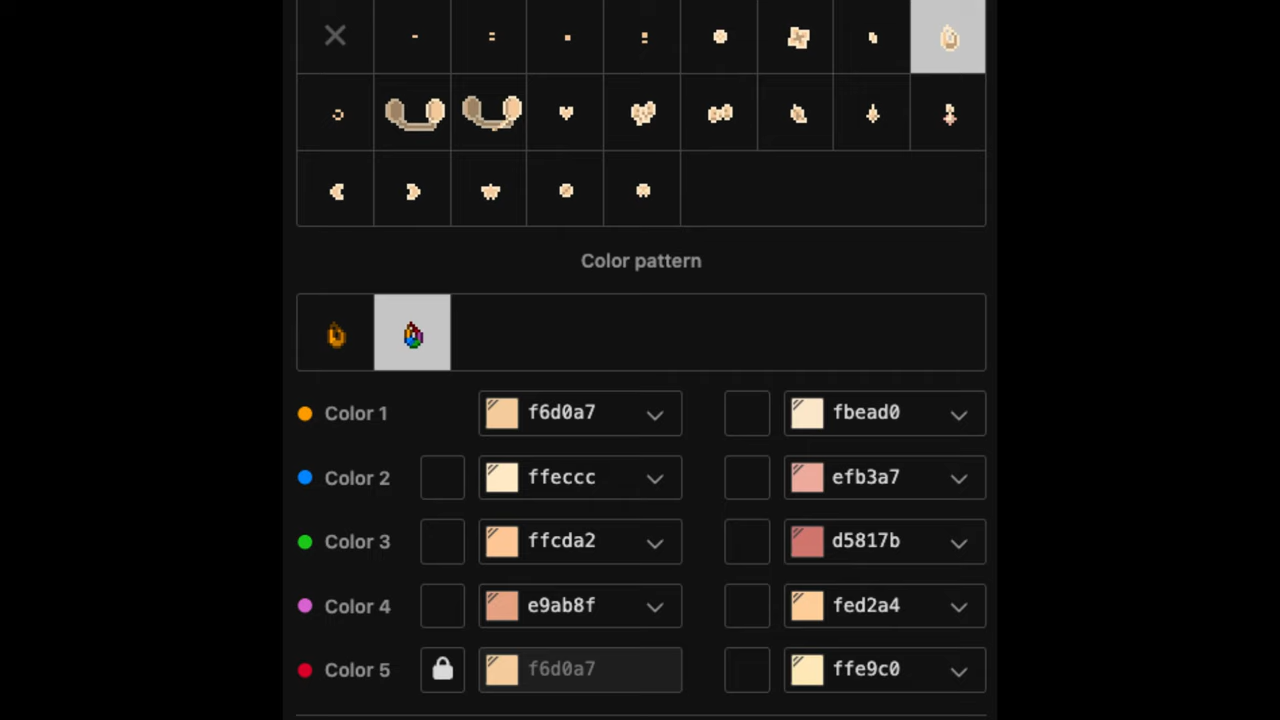 Color pattern
Color 1 f6d0a7 fbead0
Color 2 ffeccc efb3a7
Color 3 ffcda2 d5817b
Color 4 e9ab8f fed2a4
Color 5 f6d0a7 ffe9c0